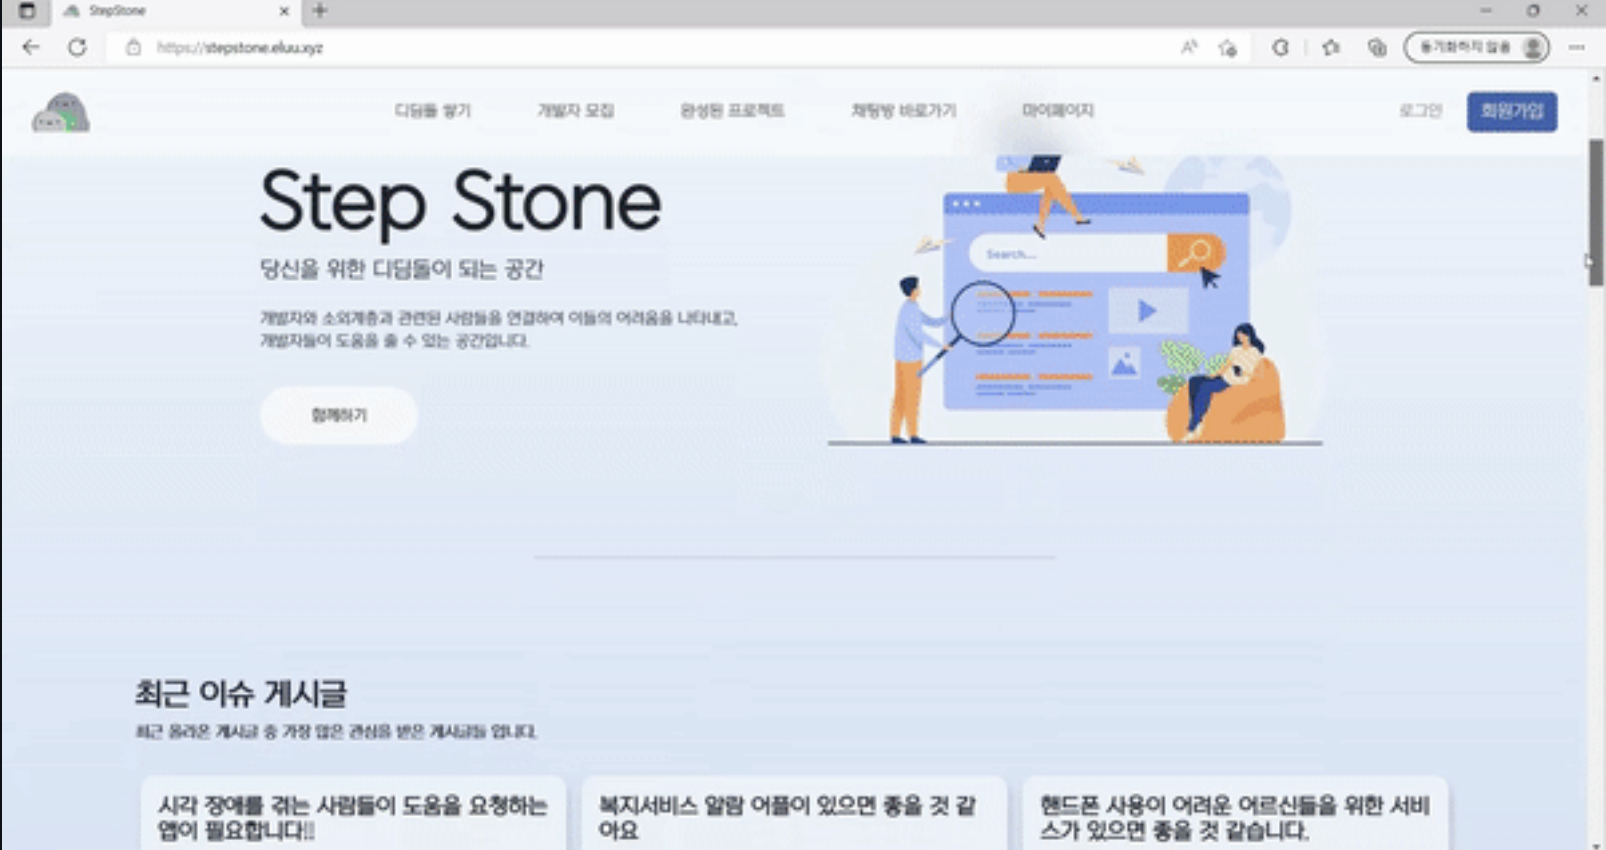 StepStone
https://stepstone.eluu.xyz
동기화하지 않음
디딤돌 쌓기
개발자 모집
완성된 프로젝트
채팅방 바로가기
마이페이지
로그인
회원가입
Step Stone
당신을 위한 디딤돌이 되는 공간
개발자와 소외계층과 관련된 사람들을 연결하여 이들의 어려움을 나타내고,
개발자들이 도움을 줄 수 있는 공간입니다.
함께하기
Search...
최근 이슈 게시글
최근 올라온 게시글 중 가장 많은 관심을 받은 게시글들 입니다.
시각 장애를 겪는 사람들이 도움을 요청하는
앱이 필요합니다!!
복지서비스 알람 어플이 있으면 좋을 것 같
아요
핸드폰 사용이 어려운 어르신들을 위한 서비
스가 있으면 좋을 것 같습니다.